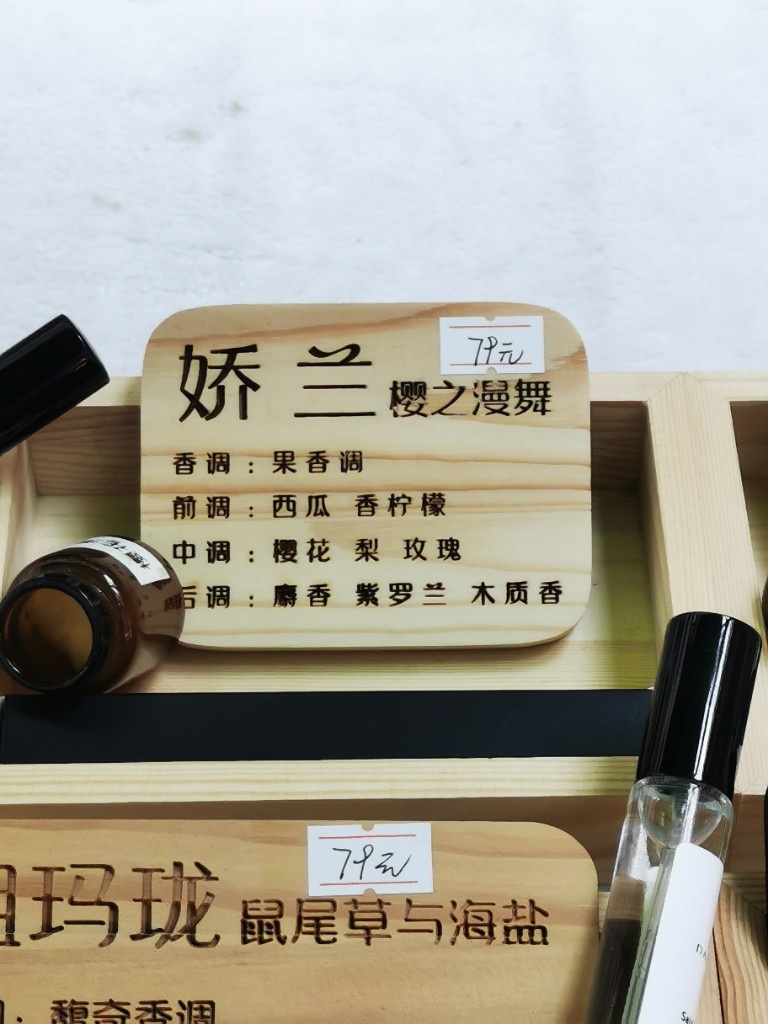 79元
娇兰 樱之漫舞
香调：果香调
前调：西瓜 香柠檬
中调：樱花 梨 玫瑰
后调：麝香 紫罗兰 木质香
79元
祖玛珑 鼠尾草与海盐
馥奇香调